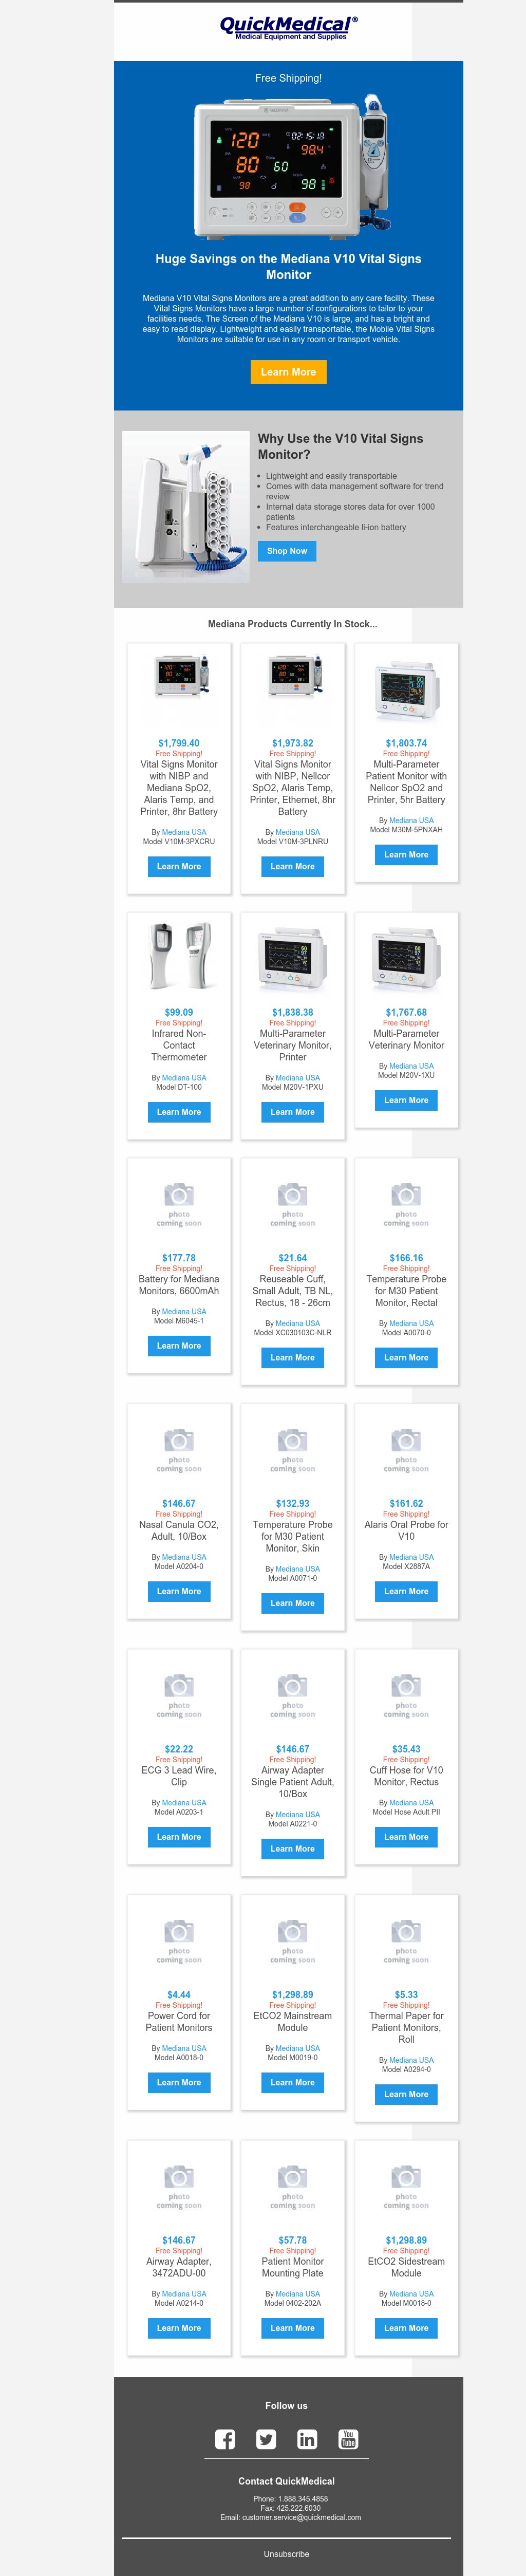 QuickMedical®
Medical Equipment and Supplies
Free Shipping!
120
02:15:10
98.4
80
60
98
98
Huge Savings on the Mediana V10 Vital Signs
Monitor
Mediana V10 Vital Signs Monitors are a great addition to any care facility. These
Vital Signs Monitors have a large number of configurations to tailor to your
facilities needs. The Screen of the Mediana V10 is large, and has a bright and
easy to read display. Lightweight and easily transportable, the Mobile Vital Signs
Monitors are suitable for use in any room or transport vehicle.
Learn More
Why Use the V10 Vital Signs
Monitor?
Lightweight and easily transportable
Comes with data management software for trend
review
Internal data storage stores data for over 1000
patients
Features interchangeable li-ion battery
Shop Now
Mediana Products Currently In Stock...
$1,799.40
Free Shipping!
Vital Signs Monitor
with NIBP and
Mediana SpO2,
Alaris Temp, and
Printer, 8hr Battery
By Mediana USA
Model V10M-3PXCRU
Learn More
$1,973.82
Free Shipping!
Vital Signs Monitor
with NIBP, Nellcor
SpO2, Alaris Temp,
Printer, Ethernet, 8hr
Battery
By Mediana USA
Model V10M-3PLNRU
Learn More
$1,803.74
Free Shipping!
Multi-Parameter
Patient Monitor with
Nellcor SpO2 and
Printer, 5hr Battery
By Mediana USA
Model M30M-5PNXAH
Learn More
$99.09
Free Shipping!
Infrared Non-
Contact
Thermometer
By Mediana USA
Model DT-100
Learn More
$1,838.38
Free Shipping!
Multi-Parameter
Veterinary Monitor,
Printer
By Mediana USA
Model M20V-1PXU
Learn More
$1,767.68
Free Shipping!
Multi-Parameter
Veterinary Monitor
By Mediana USA
Model M20V-1XU
Learn More
photo
coming soon
$177.78
Free Shipping!
Battery for Mediana
Monitors, 6600mAh
By Mediana USA
Model M6045-1
Learn More
photo
coming soon
$21.64
Free Shipping!
Reuseable Cuff,
Small Adult, TB NL,
Rectus, 18 - 26cm
By Mediana USA
Model XC030103C-NLR
Learn More
photo
coming soon
$166.16
Free Shipping!
Temperature Probe
for M30 Patient
Monitor, Rectal
By Mediana USA
Model A0070-0
Learn More
photo
coming soon
$146.67
Free Shipping!
Nasal Canula CO2,
Adult, 10/Box
By Mediana USA
Model A0204-0
Learn More
photo
coming soon
$132.93
Free Shipping!
Temperature Probe
for M30 Patient
Monitor, Skin
By Mediana USA
Model A0071-0
Learn More
photo
coming soon
$161.62
Free Shipping!
Alaris Oral Probe for
V10
By Mediana USA
Model X2887A
Learn More
photo
coming soon
$22.22
Free Shipping!
ECG 3 Lead Wire,
Clip
By Mediana USA
Model A0203-1
Learn More
photo
coming soon
$146.67
Free Shipping!
Airway Adapter
Single Patient Adult,
10/Box
By Mediana USA
Model A0221-0
Learn More
photo
coming soon
$35.43
Free Shipping!
Cuff Hose for V10
Monitor, Rectus
By Mediana USA
Model Hose Adult PII
Learn More
photo
coming soon
$4.44
Free Shipping!
Power Cord for
Patient Monitors
By Mediana USA
Model A0018-0
Learn More
photo
coming soon
$1,298.89
Free Shipping!
EtCO2 Mainstream
Module
By Mediana USA
Model M0019-0
Learn More
photo
coming soon
$5.33
Free Shipping!
Thermal Paper for
Patient Monitors,
Roll
By Mediana USA
Model A0294-0
Learn More
photo
coming soon
$146.67
Free Shipping!
Airway Adapter,
3472ADU-00
By Mediana USA
Model A0214-0
Learn More
photo
coming soon
$57.78
Free Shipping!
Patient Monitor
Mounting Plate
By Mediana USA
Model 0402-202A
Learn More
photo
coming soon
$1,298.89
Free Shipping!
EtCO2 Sidestream
Module
By Mediana USA
Model M0018-0
Learn More
Follow us
You
Tube
Contact QuickMedical
Phone: 1.888.345.4858
Fax: 425.222.6030
Email: customer.service@quickmedical.com
Unsubscribe